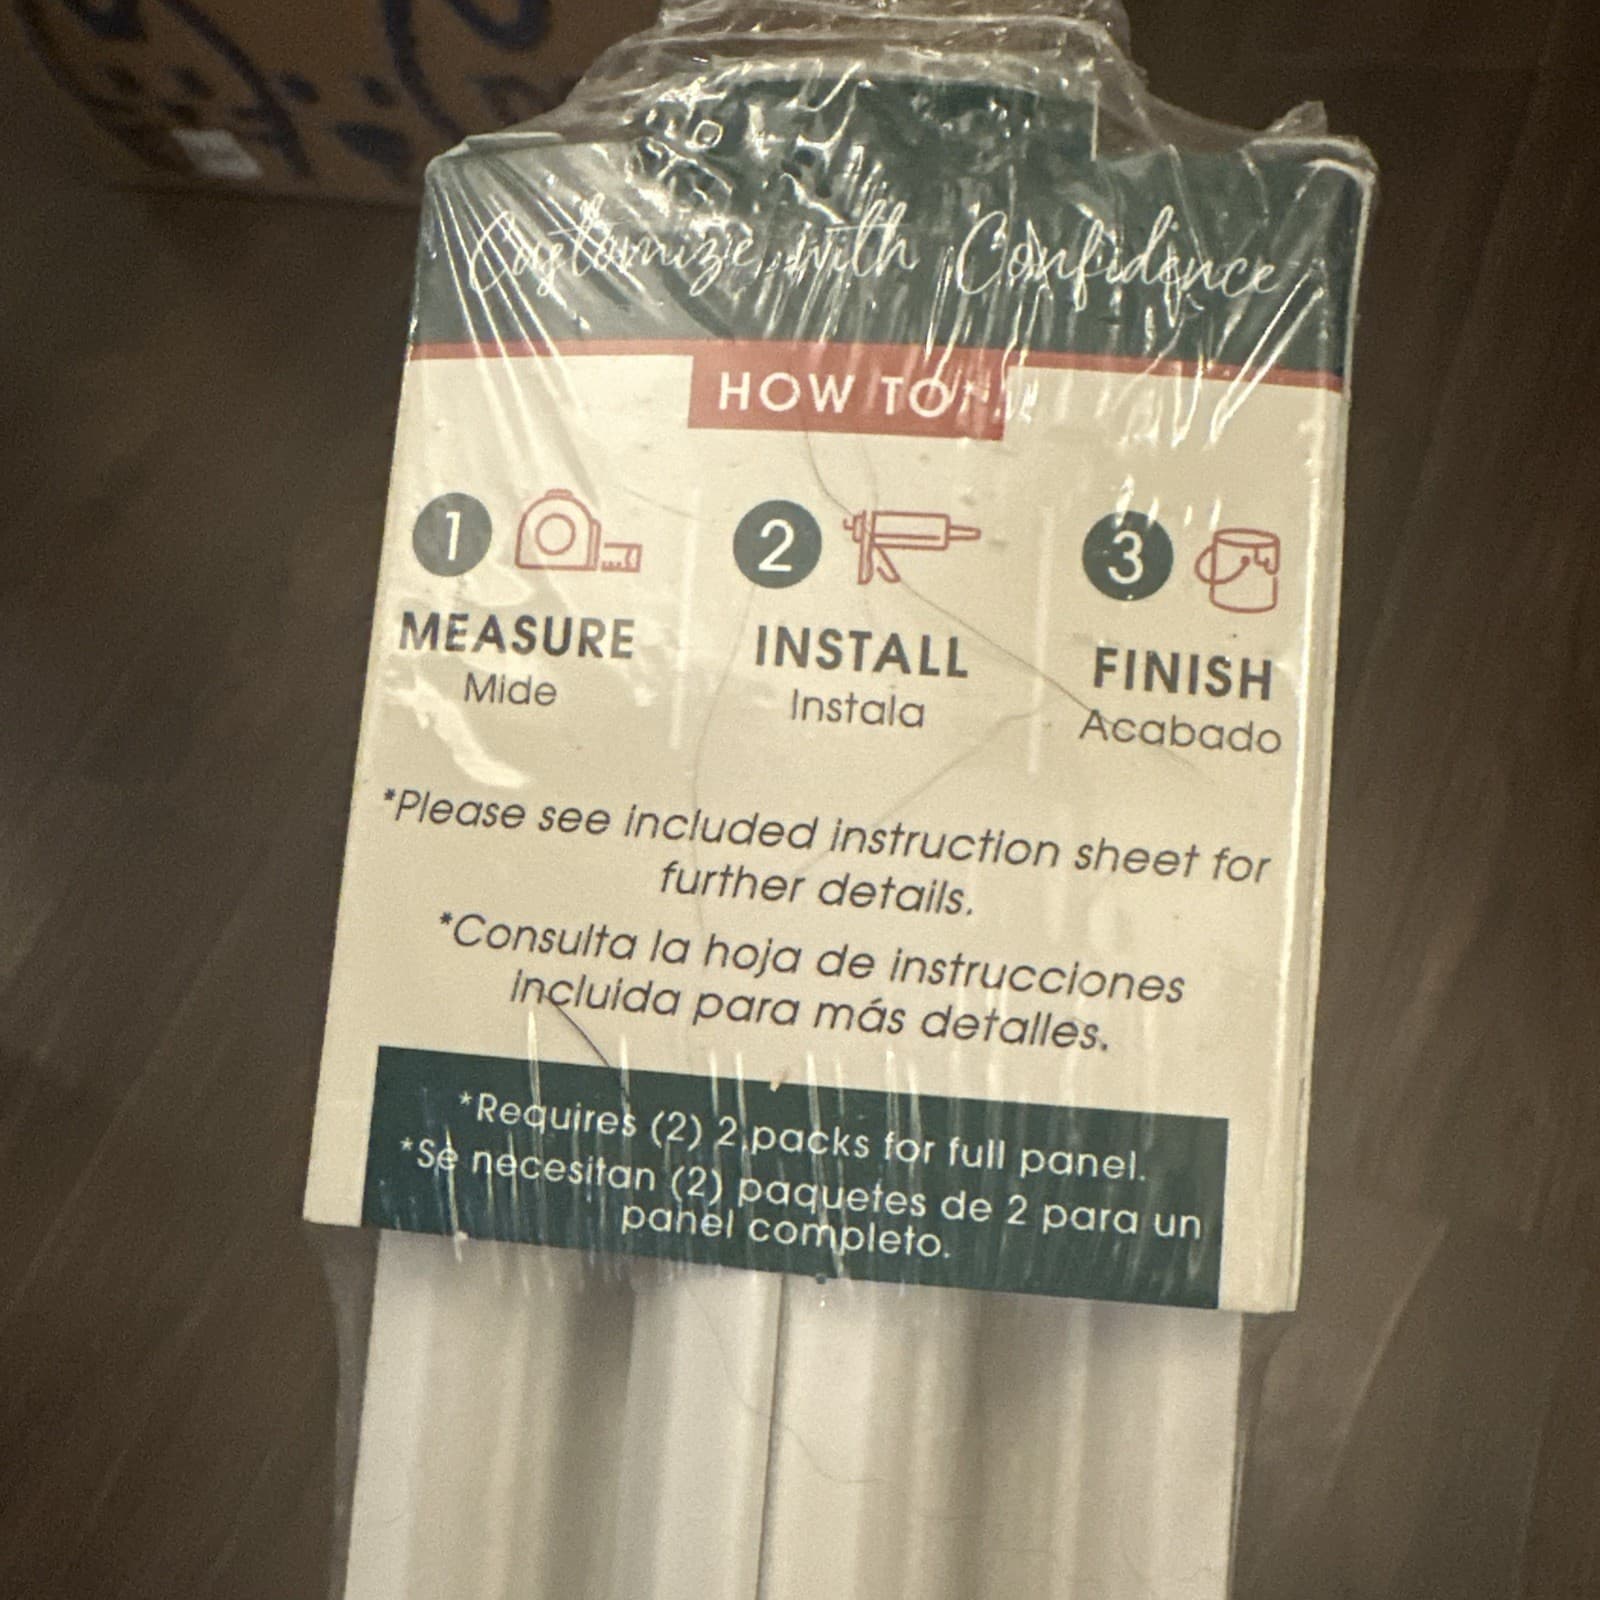 Customize with Confidence
HOW TO:
1
2
3
MEASURE
Mide
INSTALL
Instala
FINISH
Acabado
*Please see included instruction sheet for
further details.
*Consulta la hoja de instrucciones
incluida para más detalles.
*Requires (2) 2 packs for full panel.
*Se necesitan (2) paquetes de 2 para un
panel completo.